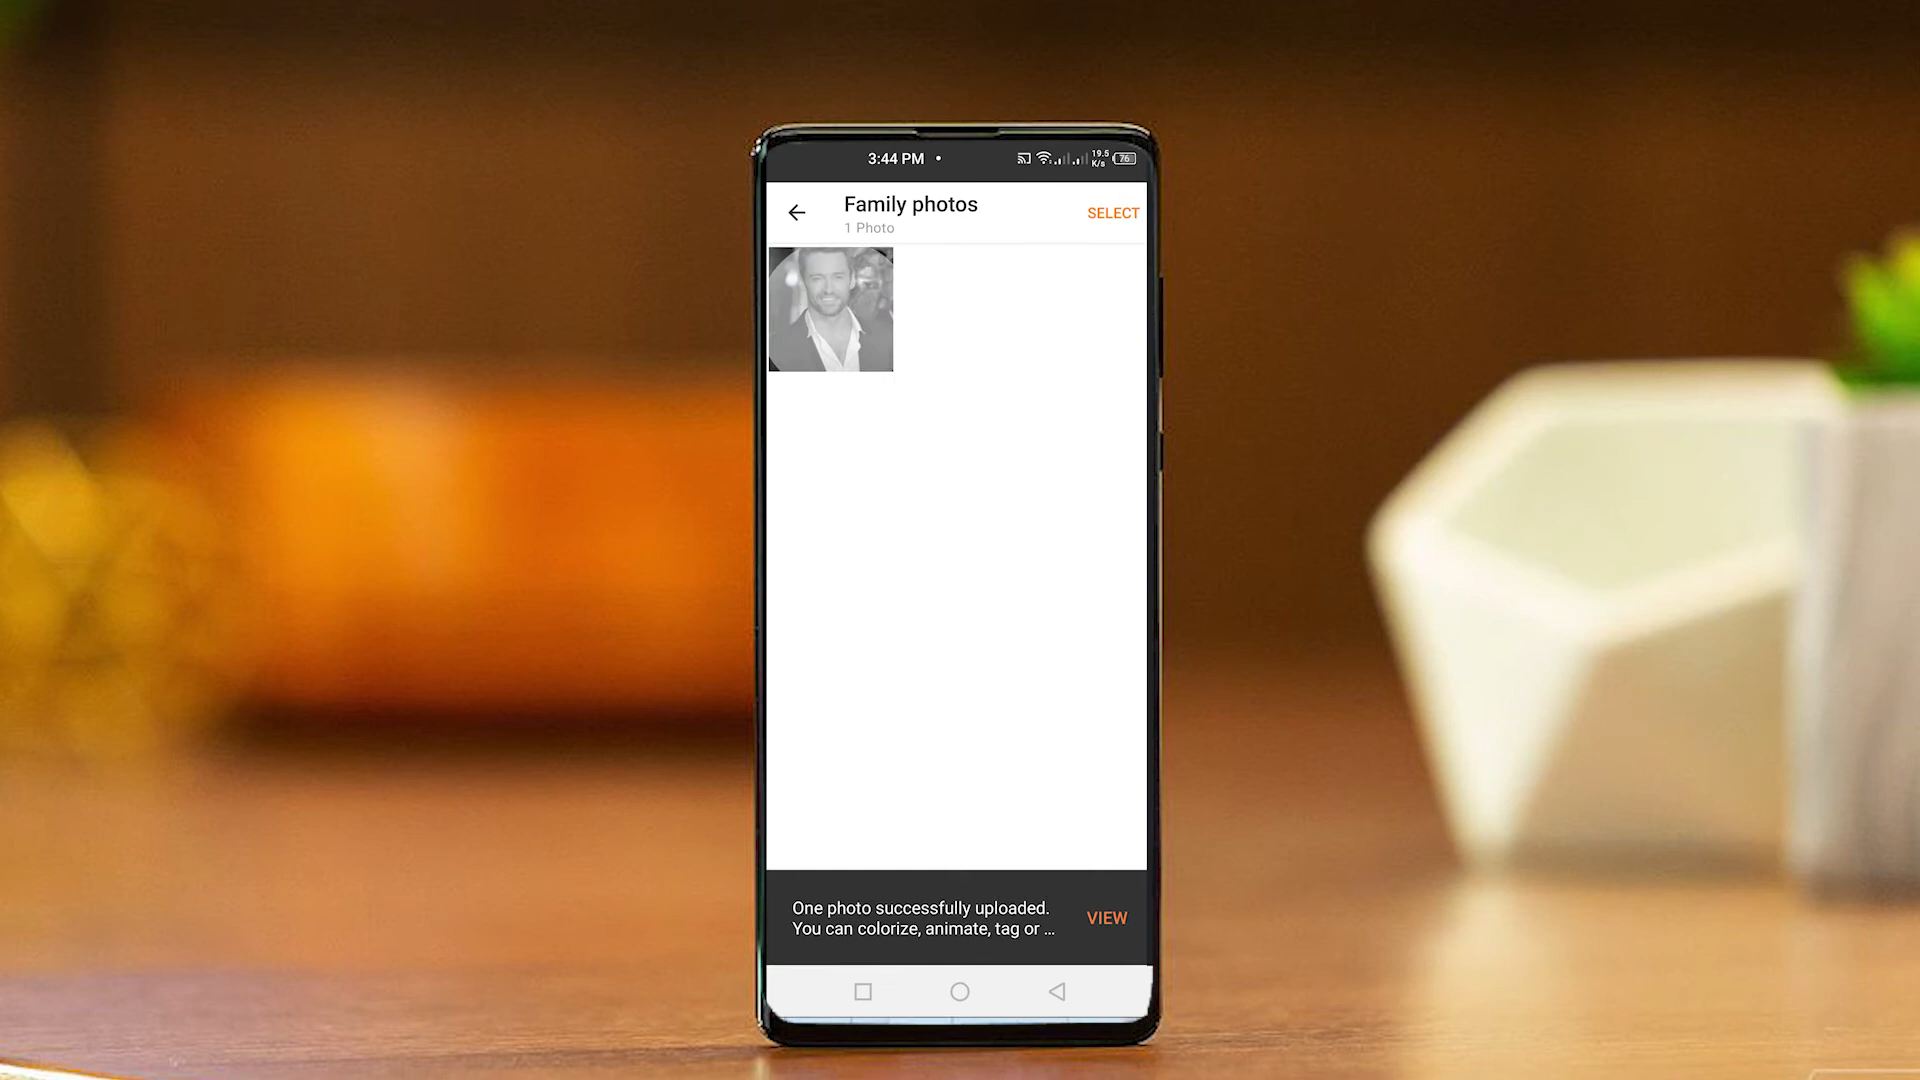 3:44 PM
19.5
K/s
76
Family photos
1 Photo
SELECT
One photo successfully uploaded.
You can colorize, animate, tag or ...
VIEW